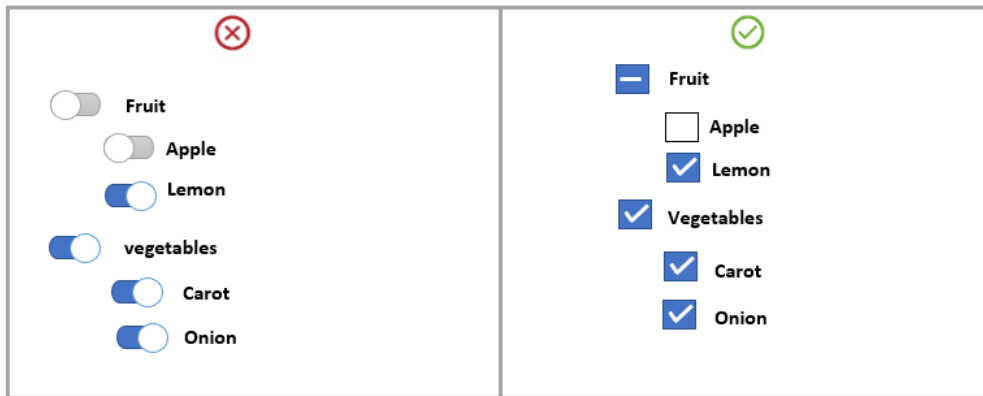 Fruit
Apple
Lemon
vegetables
Carot
Onion
Fruit
Apple
Lemon
Vegetables
Carot
Onion